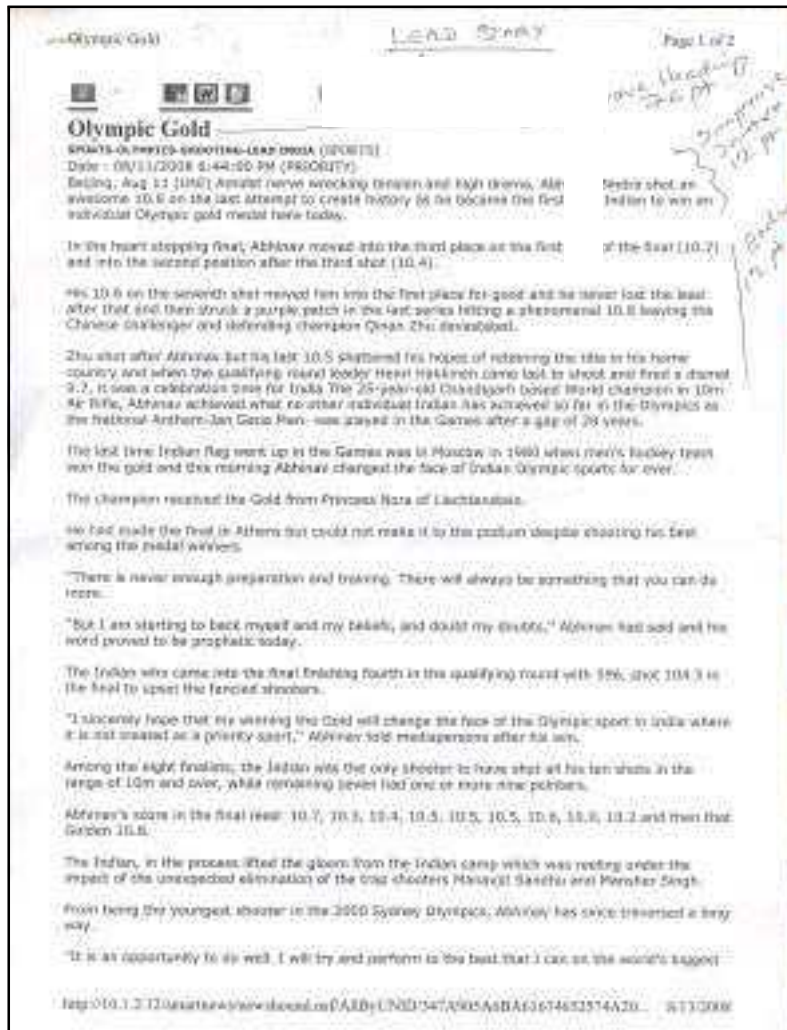 Olympic Gold
LEAD STORY
Page 1 of 2
Olympic Gold
SPORTS-OLYMPICS-SHOOTING-LEAD INDIA (SPORTS)
Date : 08/11/2008 6:44:00 PM (PRIORITY)
Beijing, Aug 11 (UNI) Amidst nerve wrecking tension and high drama, Bindra shot an
awesome 10.8 on the last attempt to create history as he became the first Indian to win an
individual Olympic gold medal here today.
In the heart stopping final, Abhinav moved into the third place on the first of the final (10.7)
and into the second position after the third shot (10.4).
His 10.6 on the seventh shot moved him into the first place for good and he never lost the lead
after that and then struck a purple patch in the last series hitting a phenomenal 10.8 leaving the
Chinese challenger and defending champion Qinan Zhu devastated.
Zhu shot after Abhinav but his last 10.5 shattered his hopes of retaining the title in his home
country and when the qualifying round leader Henri Hakkinen came last to shoot and fired a dismal
9.7, it was a celebration time for India The 25-year-old Chandigarh based World champion in 10m
Air Rifle, Abhinav achieved what no other individual Indian has achieved so far in the Olympics as
the National Anthem-Jan Gana Man- was played in the Games after a gap of 28 years.
The last time Indian flag went up in the Games was in Moscow in 1980 when men's hockey team
won the gold and this morning Abhinav changed the face of Indian Olympic sports for ever.
The champion received the Gold from Princess Nora of Liechtenstein.
He had made the final in Athens but could not make it to the podium despite shooting his best
among the medal winners.
"There is never enough preparation and training. There will always be something that you can do
more.
"But I am starting to back myself and my beliefs, and doubt my doubts," Abhinav had said and his
word proved to be prophetic today.
The Indian who came into the final finishing fourth in the qualifying round with 596, shot 104.5 in
the final to upset the fancied shooters.
"I sincerely hope that my winning the Gold will change the face of the Olympic sport in India where
it is not treated as a priority sport," Abhinav told mediapersons after his win.
Among the eight finalists, the Indian was the only shooter to have shot all his ten shots in the
range of 10m and over, while remaining seven had one or more nine pointers.
Abhinav's score in the final read: 10.7, 10.3, 10.4, 10.5, 10.5, 10.5, 10.6, 10.0, 10.2 and then that
Golden 10.8.
The Indian, in the process lifted the gloom from the Indian camp which was reeling under the
impact of the unexpected elimination of the trap shooters Manavjit Sandhu and Mansher Singh.
From being the youngest shooter in the 2000 Sydney Olympics, Abhinav has since traversed a long
way.
"It is an opportunity to do well. I will try and perform to the best that I can on the world's biggest
8/13/2008